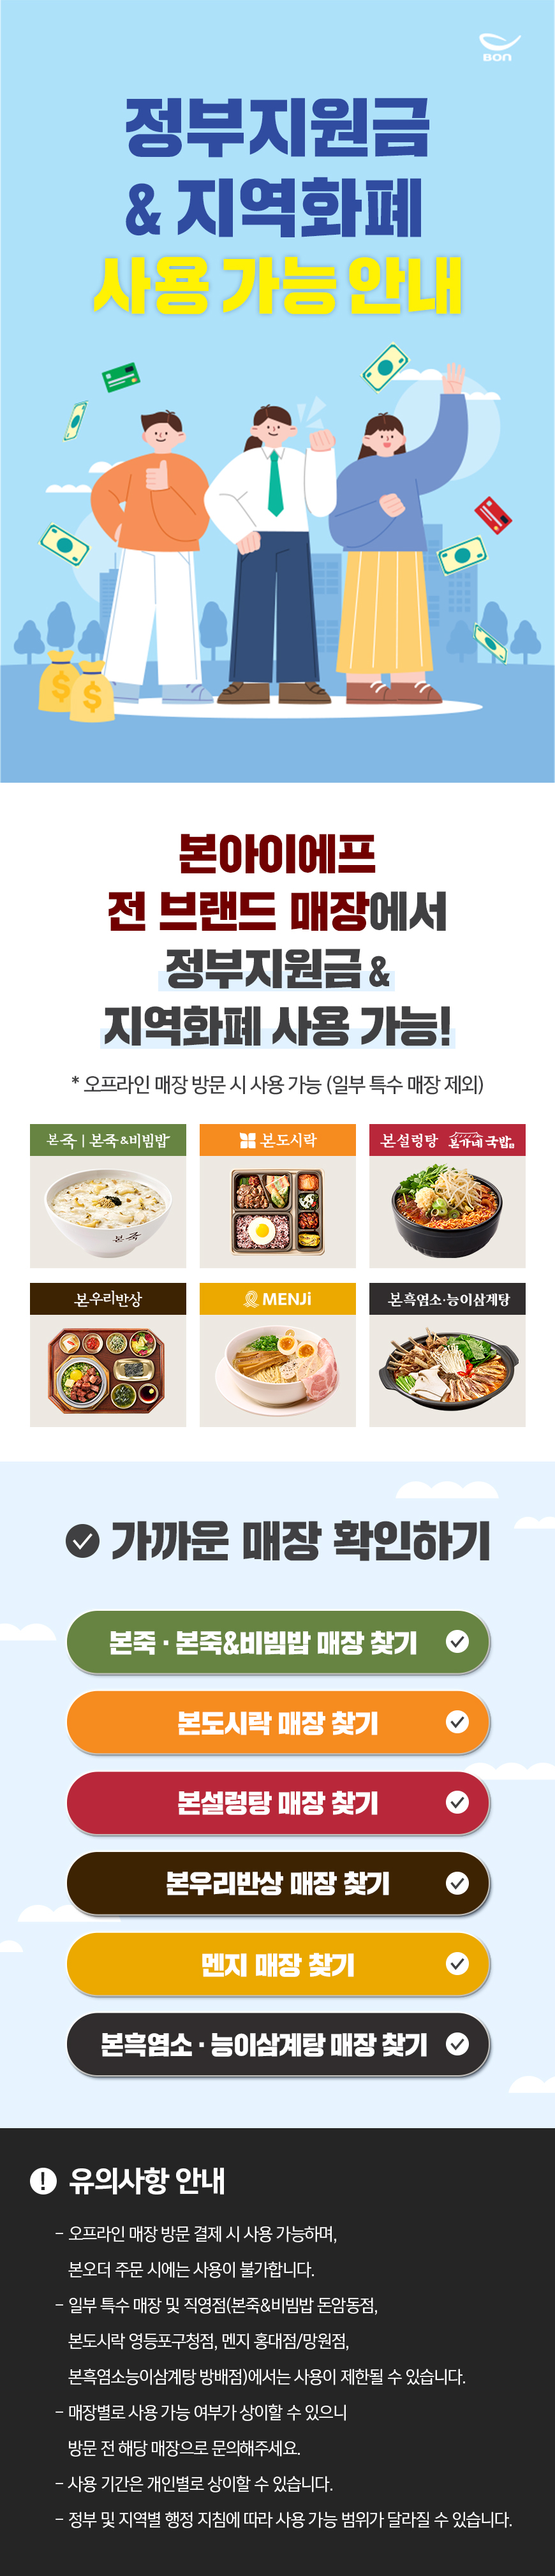 BON
정부지원금
& 지역화폐
사용 가능 안내
본아이에프
전 브랜드 매장에서
정부지원금 &
지역화폐 사용 가능!
* 오프라인 매장 방문 시 사용 가능 (일부 특수 매장 제외)
본죽 | 본죽&비빔밥
본도시락
본설렁탕 본가네국밥
본죽
본우리반상
MENJi
본흑염소·능이삼계탕
가까운 매장 확인하기
본죽 · 본죽&비빔밥 매장 찾기
본도시락 매장 찾기
본설렁탕 매장 찾기
본우리반상 매장 찾기
멘지 매장 찾기
본흑염소 · 능이삼계탕 매장 찾기
! 유의사항 안내
- 오프라인 매장 방문 결제 시 사용 가능하며,
본오더 주문 시에는 사용이 불가합니다.
- 일부 특수 매장 및 직영점(본죽&비빔밥 돈암동점,
본도시락 영등포구청점, 멘지 홍대점/망원점,
본흑염소능이삼계탕 방배점)에서는 사용이 제한될 수 있습니다.
- 매장별로 사용 가능 여부가 상이할 수 있으니
방문 전 해당 매장으로 문의해주세요.
- 사용 기간은 개인별로 상이할 수 있습니다.
- 정부 및 지역별 행정 지침에 따라 사용 가능 범위가 달라질 수 있습니다.